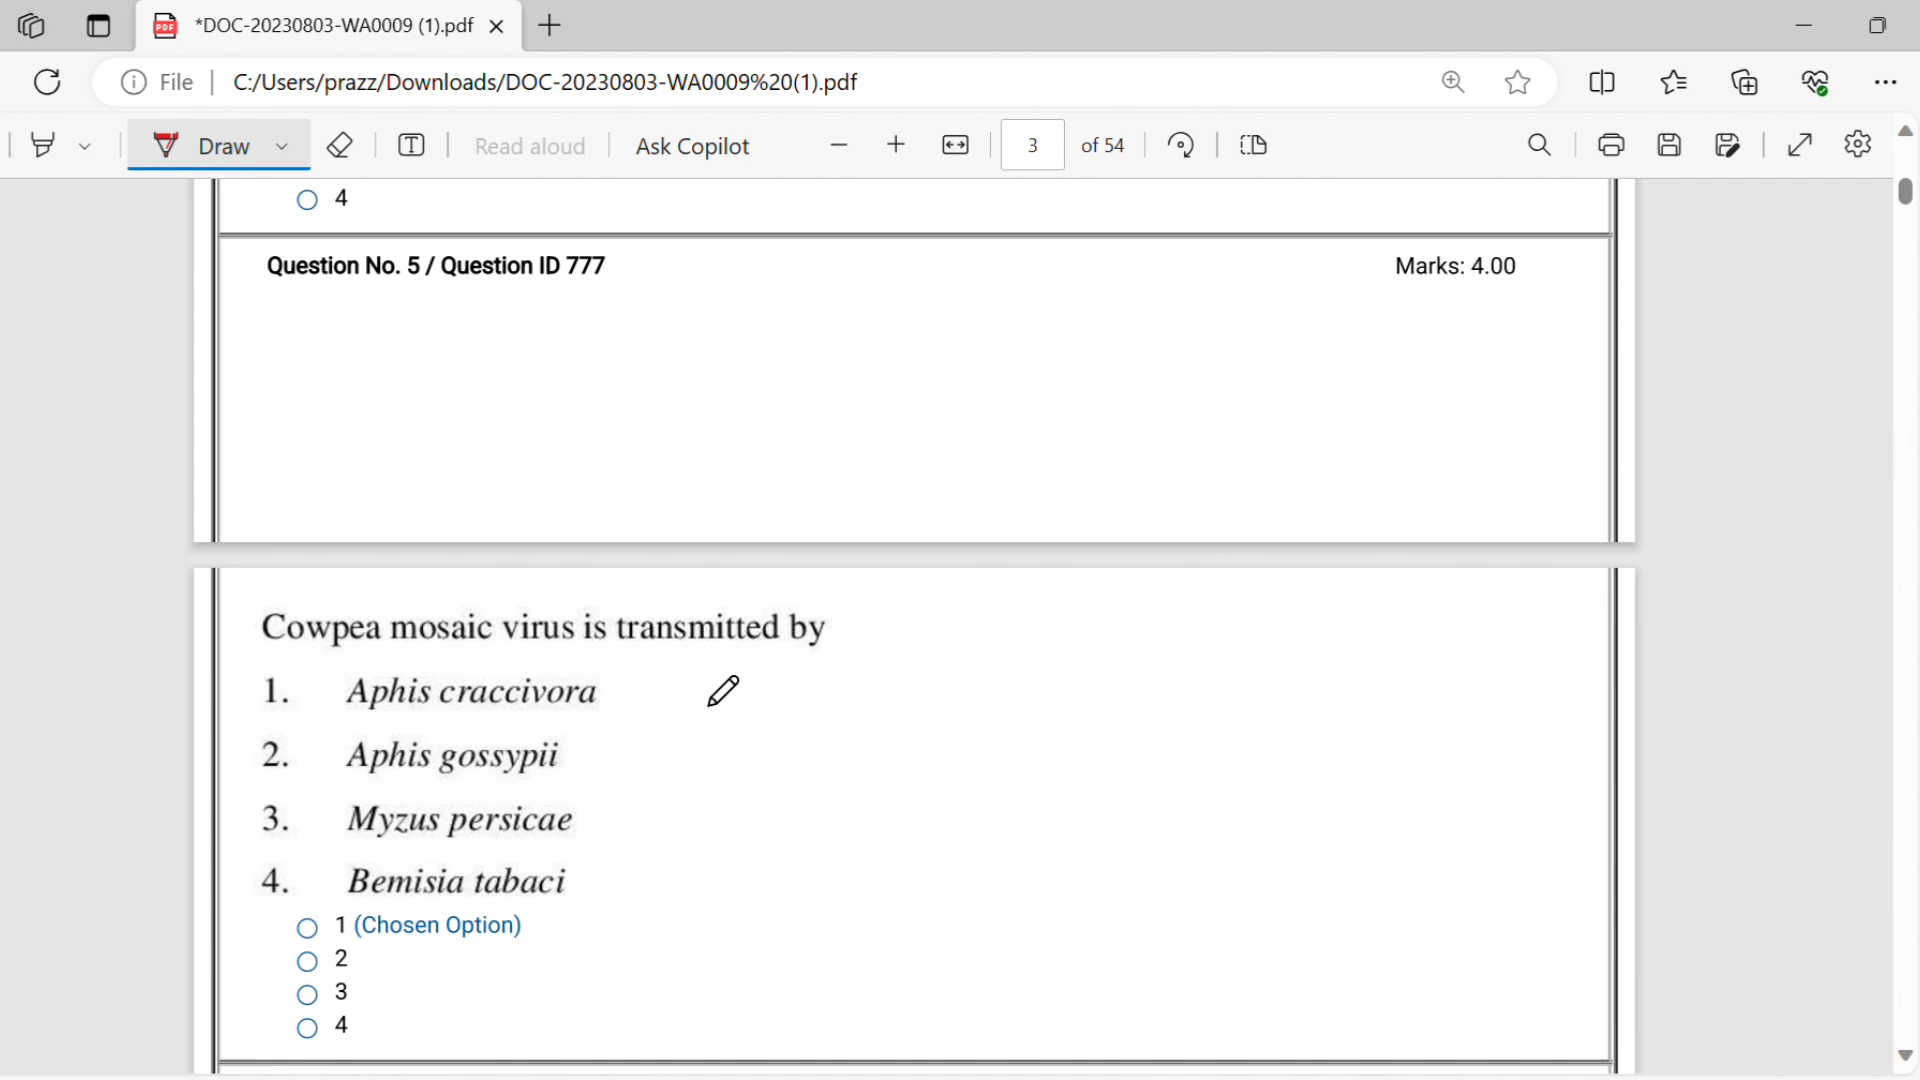 *DOC-20230803-WA0009 (1).pdf
File
C:/Users/prazz/Downloads/DOC-20230803-WA0009%20(1).pdf
Draw
T
Read aloud
Ask Copilot
3
of 54
4
Question No. 5 / Question ID 777
Marks: 4.00
Cowpea mosaic virus is transmitted by
1. Aphis craccivora
2. Aphis gossypii
3. Myzus persicae
4. Bemisia tabaci
1 (Chosen Option)
2
3
4